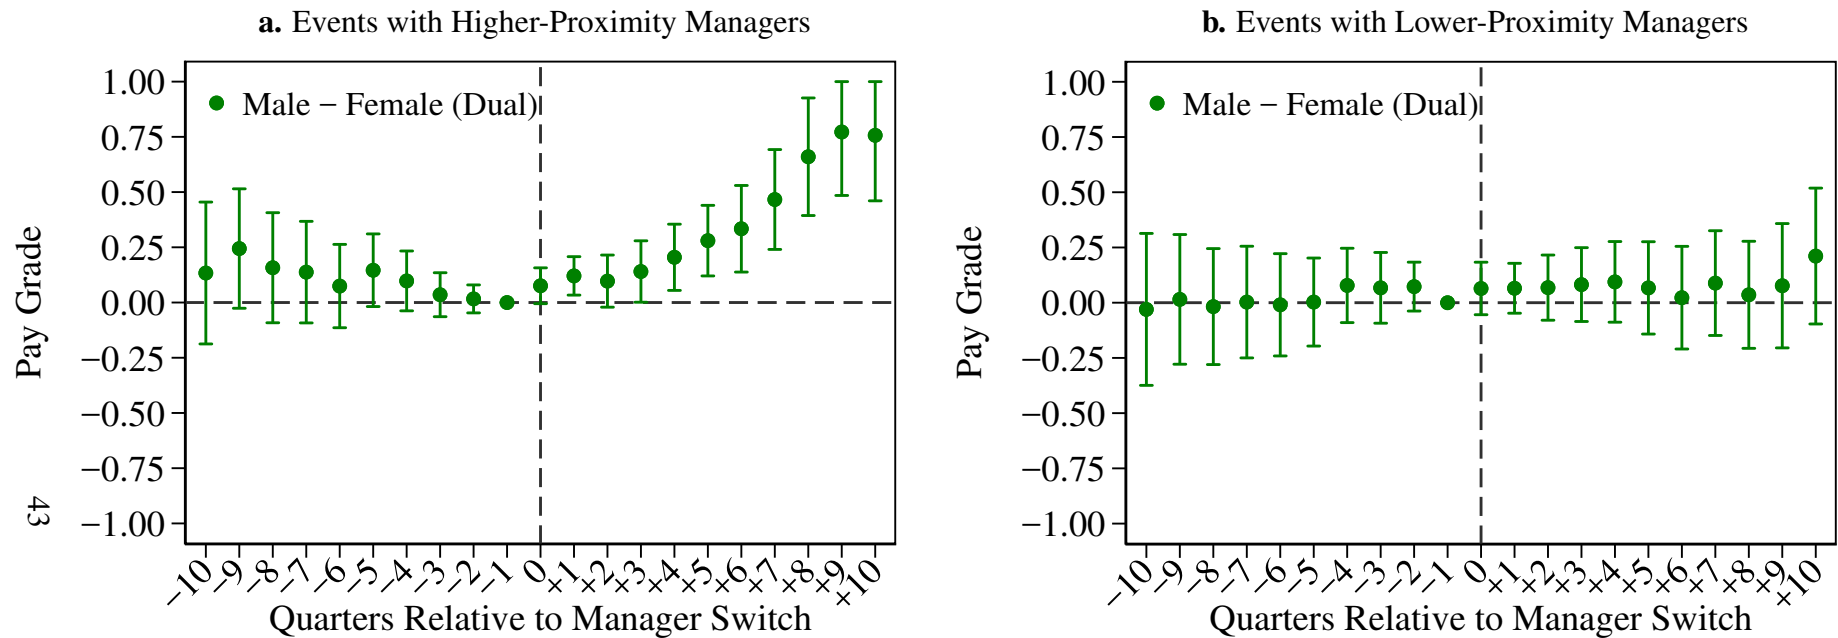 a. Events with Higher-Proximity Managers
1.00
0.75
0.50
0.25
0.00
−0.25
−0.50
−0.75
−1.00
Pay Grade
Male − Female (Dual)
−10 −9 −8 −7 −6 −5 −4 −3 −2 −1 0 +1 +2 +3 +4 +5 +6 +7 +8 +9 +10
Quarters Relative to Manager Switch
43
b. Events with Lower-Proximity Managers
1.00
0.75
0.50
0.25
0.00
−0.25
−0.50
−0.75
−1.00
Pay Grade
Male − Female (Dual)
−10 −9 −8 −7 −6 −5 −4 −3 −2 −1 0 +1 +2 +3 +4 +5 +6 +7 +8 +9 +10
Quarters Relative to Manager Switch